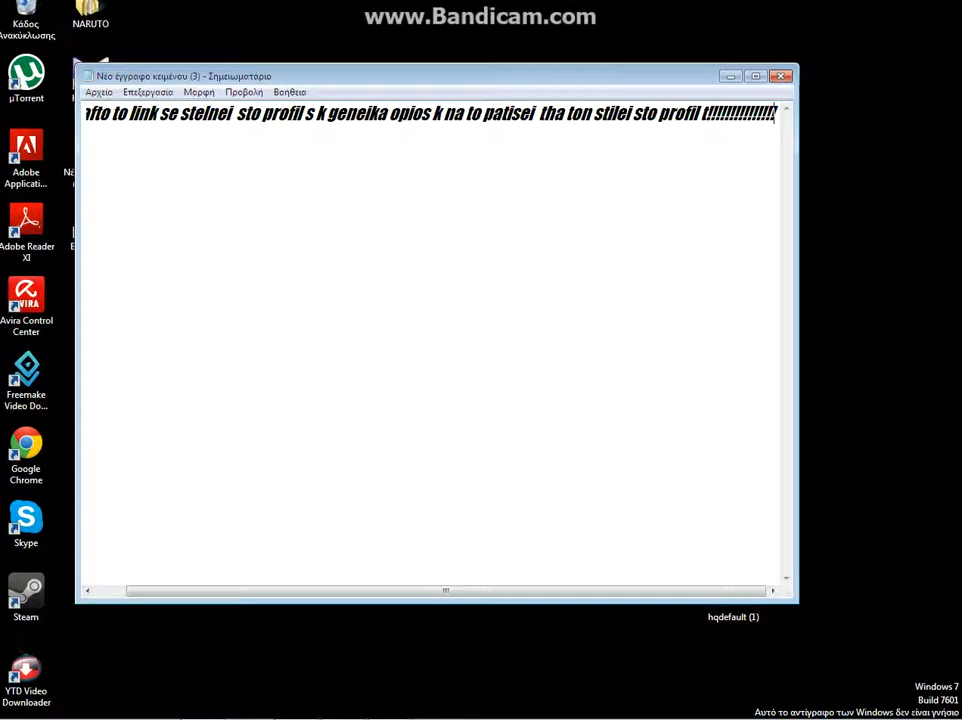 www.Bandicam.com
Κάδος
Ανακύκλωσης
NARUTO
μTorrent
Adobe
Applicati...
Adobe Reader
XI
Avira Control
Center
Freemake
Video Do...
Google
Chrome
Skype
Steam
YTD Video
Downloader
Νέο έγγραφο κειμένου (3) - Σημειωματάριο
Αρχείο Επεξεργασία Μορφή Προβολή Βοήθεια
afto to link se stelnei sto profil s k geneika opios k na to patisei tha ton stilei sto profil t!!!!!!!!!!!!!!!
hqdefault (1)
Windows 7
Build 7601
Αυτό το αντίγραφο των Windows δεν είναι γνήσιο